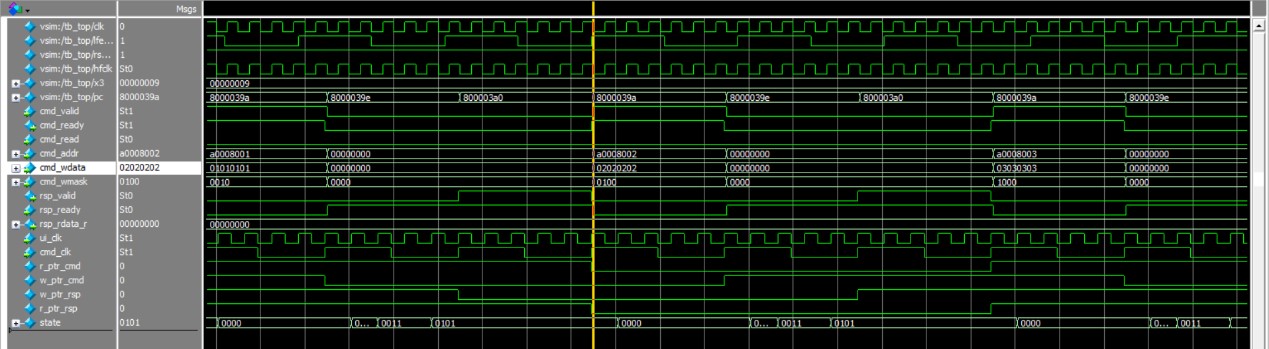 Msgs
vsim:/tb_top/clk 0
vsim:/tb_top/lfe... 1
vsim:/tb_top/rs... 1
vsim:/tb_top/hfclk St0
vsim:/tb_top/x3 00000009 00000009
vsim:/tb_top/pc 8000039a 8000039a 8000039e 800003a0 8000039a 8000039e 800003a0 8000039a 8000039e
cmd_valid St1
cmd_ready St1
cmd_read St0
cmd_addr a0008002 a0008001 00000000 a0008002 00000000 a0008003 00000000
cmd_wdata 02020202 01010101 00000000 02020202 00000000 03030303 00000000
cmd_wmask 0100 0010 0000 0100 0000 1000 0000
rsp_valid St0
rsp_ready St0
rsp_rdata_r 00000000 00000000
ui_clk St1
cmd_clk St1
r_ptr_cmd 0
w_ptr_cmd 0
w_ptr_rsp 0
r_ptr_rsp 0
state 0101 0000 0... 0011 0101 0000 0... 0011 0101 0000 0... 0011